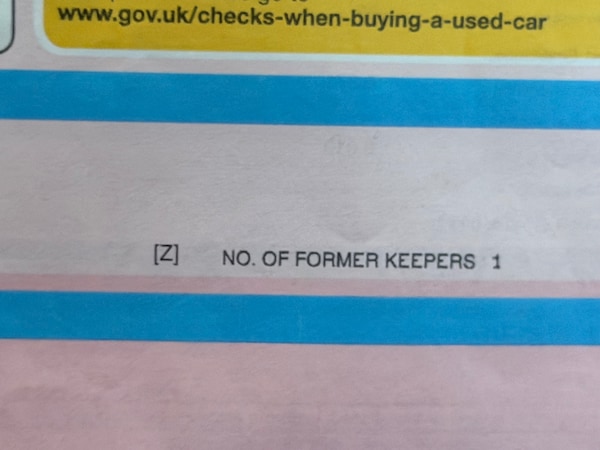 www.gov.uk/checks-when-buying-a-used-car
[Z] NO. OF FORMER KEEPERS 1